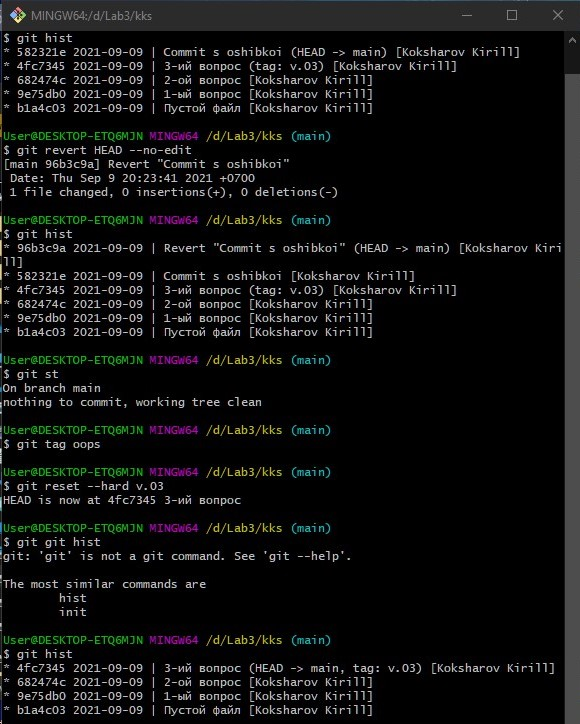 MINGW64:/d/Lab3/kks
$ git hist
* 582321e 2021-09-09 | Commit s oshibkoi (HEAD -> main) [Koksharov Kirill]
* 4fc7345 2021-09-09 | 3-ий вопрос (tag: v.03) [Koksharov Kirill]
* 682474c 2021-09-09 | 2-ой вопрос [Koksharov Kirill]
* 9e75db0 2021-09-09 | 1-ый вопрос [Koksharov Kirill]
* b1a4c03 2021-09-09 | Пустой файл [Koksharov Kirill]
User@DESKTOP-ETQ6MJN MINGW64 /d/Lab3/kks (main)
$ git revert HEAD --no-edit
[main 96b3c9a] Revert "Commit s oshibkoi"
Date: Thu Sep 9 20:23:41 2021 +0700
1 file changed, 0 insertions(+), 0 deletions(-)
User@DESKTOP-ETQ6MJN MINGW64 /d/Lab3/kks (main)
$ git hist
* 96b3c9a 2021-09-09 | Revert "Commit s oshibkoi" (HEAD -> main) [Koksharov Kiri
ll]
* 582321e 2021-09-09 | Commit s oshibkoi [Koksharov Kirill]
* 4fc7345 2021-09-09 | 3-ий вопрос (tag: v.03) [Koksharov Kirill]
* 682474c 2021-09-09 | 2-ой вопрос [Koksharov Kirill]
* 9e75db0 2021-09-09 | 1-ый вопрос [Koksharov Kirill]
* b1a4c03 2021-09-09 | Пустой файл [Koksharov Kirill]
User@DESKTOP-ETQ6MJN MINGW64 /d/Lab3/kks (main)
$ git st
On branch main
nothing to commit, working tree clean
User@DESKTOP-ETQ6MJN MINGW64 /d/Lab3/kks (main)
$ git tag oops
User@DESKTOP-ETQ6MJN MINGW64 /d/Lab3/kks (main)
$ git reset --hard v.03
HEAD is now at 4fc7345 3-ий вопрос
User@DESKTOP-ETQ6MJN MINGW64 /d/Lab3/kks (main)
$ git git hist
git: 'git' is not a git command. See 'git --help'.
The most similar commands are
hist
init
User@DESKTOP-ETQ6MJN MINGW64 /d/Lab3/kks (main)
$ git hist
* 4fc7345 2021-09-09 | 3-ий вопрос (HEAD -> main, tag: v.03) [Koksharov Kirill]
* 682474c 2021-09-09 | 2-ой вопрос [Koksharov Kirill]
* 9e75db0 2021-09-09 | 1-ый вопрос [Koksharov Kirill]
* b1a4c03 2021-09-09 | Пустой файл [Koksharov Kirill]